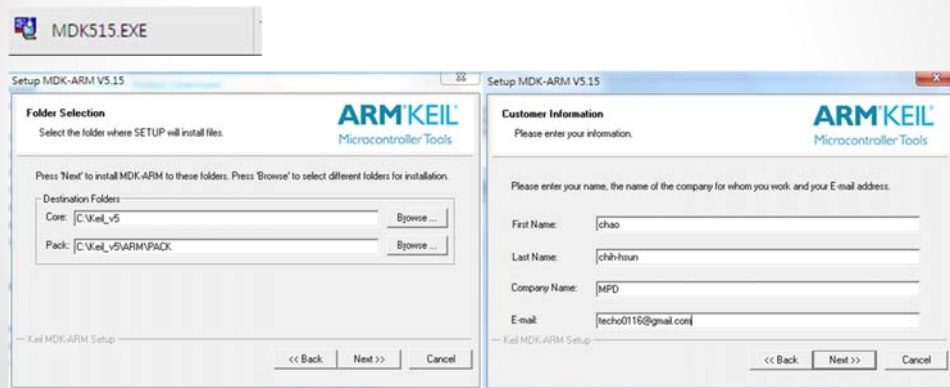 MDK515.EXE
Setup MDK-ARM V5.15
Folder Selection
Select the folder where SETUP will install files.
ARM®KEIL®
Microcontroller Tools
Press 'Next' to install MDK-ARM to these folders. Press 'Browse' to select different folders for installation.
Destination Folders
Core: C:\Keil_v5
Browse ...
Pack: C:\Keil_v5\ARM\PACK
Browse ...
Keil MDK-ARM Setup
<< Back
Next >>
Cancel
Setup MDK-ARM V5.15
Customer Information
Please enter your information.
ARM®KEIL®
Microcontroller Tools
Please enter your name, the name of the company for whom you work and your E-mail address.
First Name: chao
Last Name: chih-hsun
Company Name: MPD
E-mail: techo0116@gmail.com
Keil MDK-ARM Setup
<< Back
Next >>
Cancel